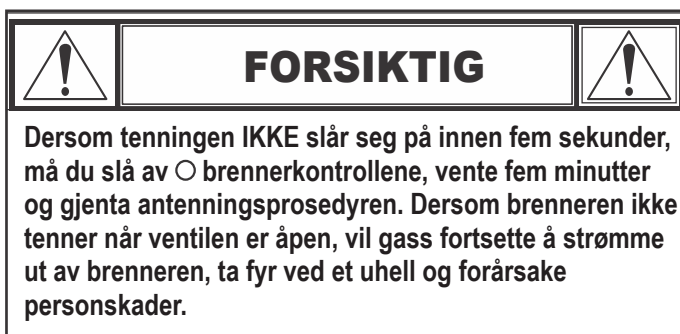 FORSIKTIG
Dersom tenningen IKKE slår seg på innen fem sekunder,
må du slå av O brennerkontrollene, vente fem minutter
og gjenta antenningsprosedyren. Dersom brenneren ikke
tenner når ventilen er åpen, vil gass fortsette å strømme
ut av brenneren, ta fyr ved et uhell og forårsake
personskader.